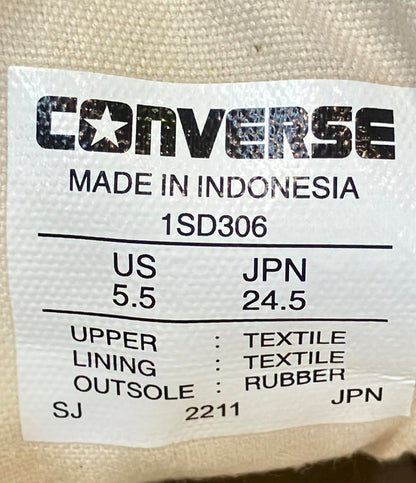 CONVERSE
MADE IN INDONESIA
1SD306
US JPN
5.5 24.5
UPPER : TEXTILE
LINING : TEXTILE
OUTSOLE : RUBBER
SJ 2211 JPN